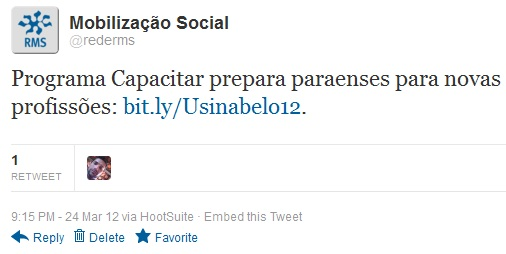 RMS
Mobilização Social
@rederms
Programa Capacitar prepara paraenses para novas
profissões: bit.ly/Usinabelo12.
1
RETWEET
9:15 PM - 24 Mar 12 via HootSuite · Embed this Tweet
Reply Delete Favorite